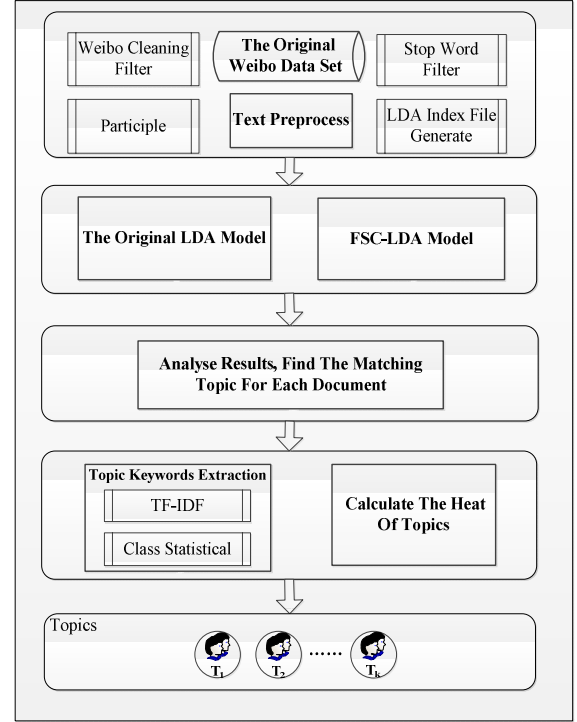 Weibo Cleaning
Filter
The Original
Weibo Data Set
Stop Word
Filter
Participle
Text Preprocess
LDA Index File
Generate
The Original LDA Model
FSC-LDA Model
Analyse Results, Find The Matching
Topic For Each Document
Topic Keywords Extraction
TF-IDF
Class Statistical
Calculate The Heat
Of Topics
Topics
T1 T2 ...... Tk